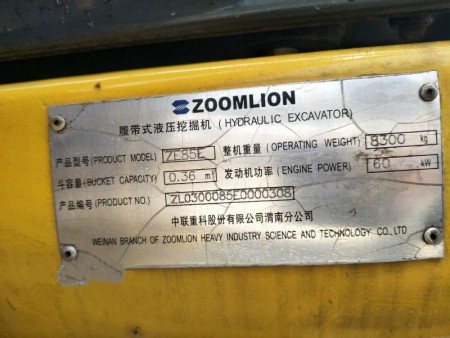 ZOOMLION
履带式液压挖掘机 (HYDRAULIC EXCAVATOR)
产品型号(PRODUCT MODEL) ZE85E 整机重量(OPERATING WEIGHT) 8300 kg
斗容量(BUCKET CAPACITY) 0.36 m³ 发动机功率(ENGINE POWER) 60 kW
产品编号(PRODUCT NO.) ZL0300085E0000308
中联重科股份有限公司渭南分公司
WEINAN BRANCH OF ZOOMLION HEAVY INDUSTRY SCIENCE AND TECHNOLOGY CO., LTD